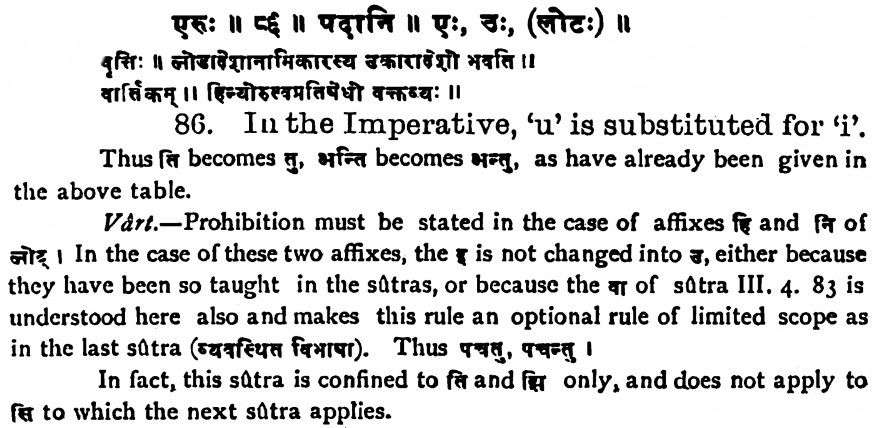 एरुः ॥ ८६ ॥ पदानि ॥ एः, उः, (लोटः) ॥
वृत्तिः ॥ लोडादेशानामिकारस्य उकारादेशो भवति ॥
वार्त्तिकम् ॥ हिन्योरुत्वप्रतिषेधो वक्तव्यः ॥
86. In the Imperative, 'u' is substituted for 'i'.
Thus ति becomes तु, भन्ति becomes भन्तु, as have already been given in
the above table.
Vârt.—Prohibition must be stated in the case of affixes हि and नि of
लोट् । In the case of these two affixes, the इ is not changed into उ, either because
they have been so taught in the sûtras, or because the वा of sûtra III. 4. 83 is
understood here also and makes this rule an optional rule of limited scope as
in the last sûtra (व्यवस्थित विभाषा). Thus पचतु, पचन्तु ।
In fact, this sûtra is confined to ति and झि only, and does not apply to
सि to which the next sûtra applies.